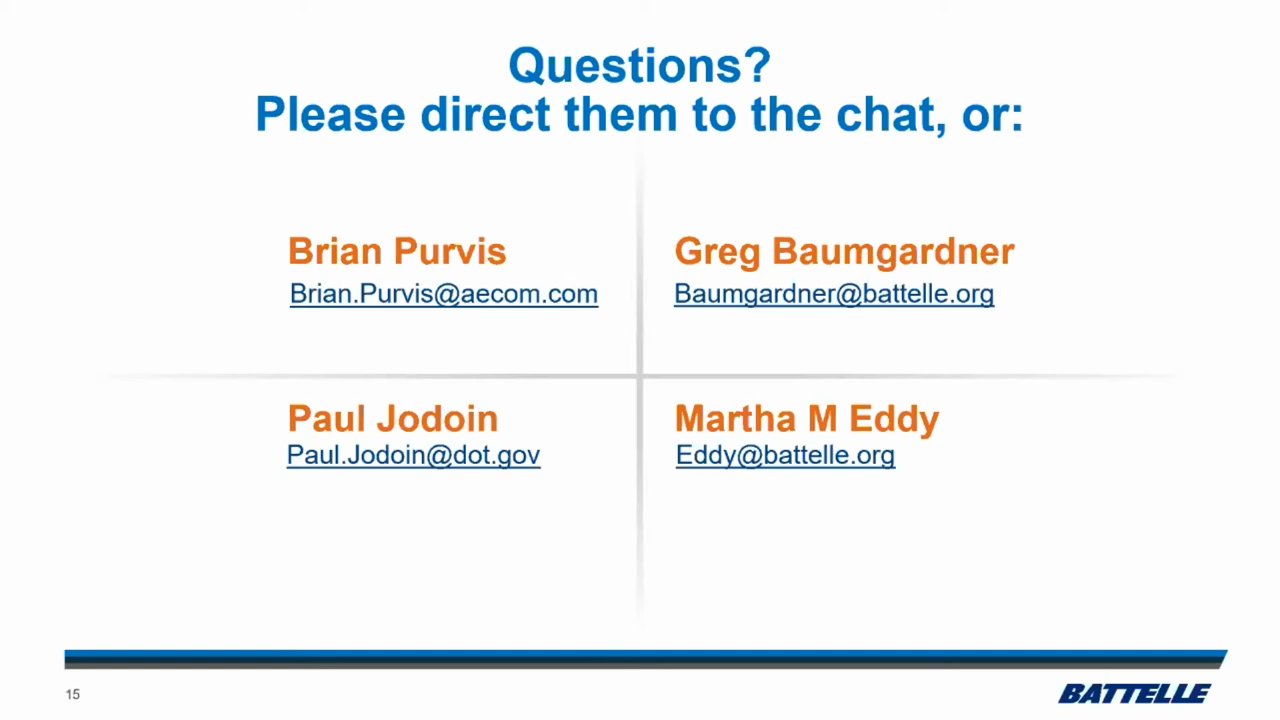 Questions?
Please direct them to the chat, or:
Brian Purvis
Brian.Purvis@aecom.com
Greg Baumgardner
Baumgardner@battelle.org
Paul Jodoin
Paul.Jodoin@dot.gov
Martha M Eddy
Eddy@battelle.org
15
BATTELLE